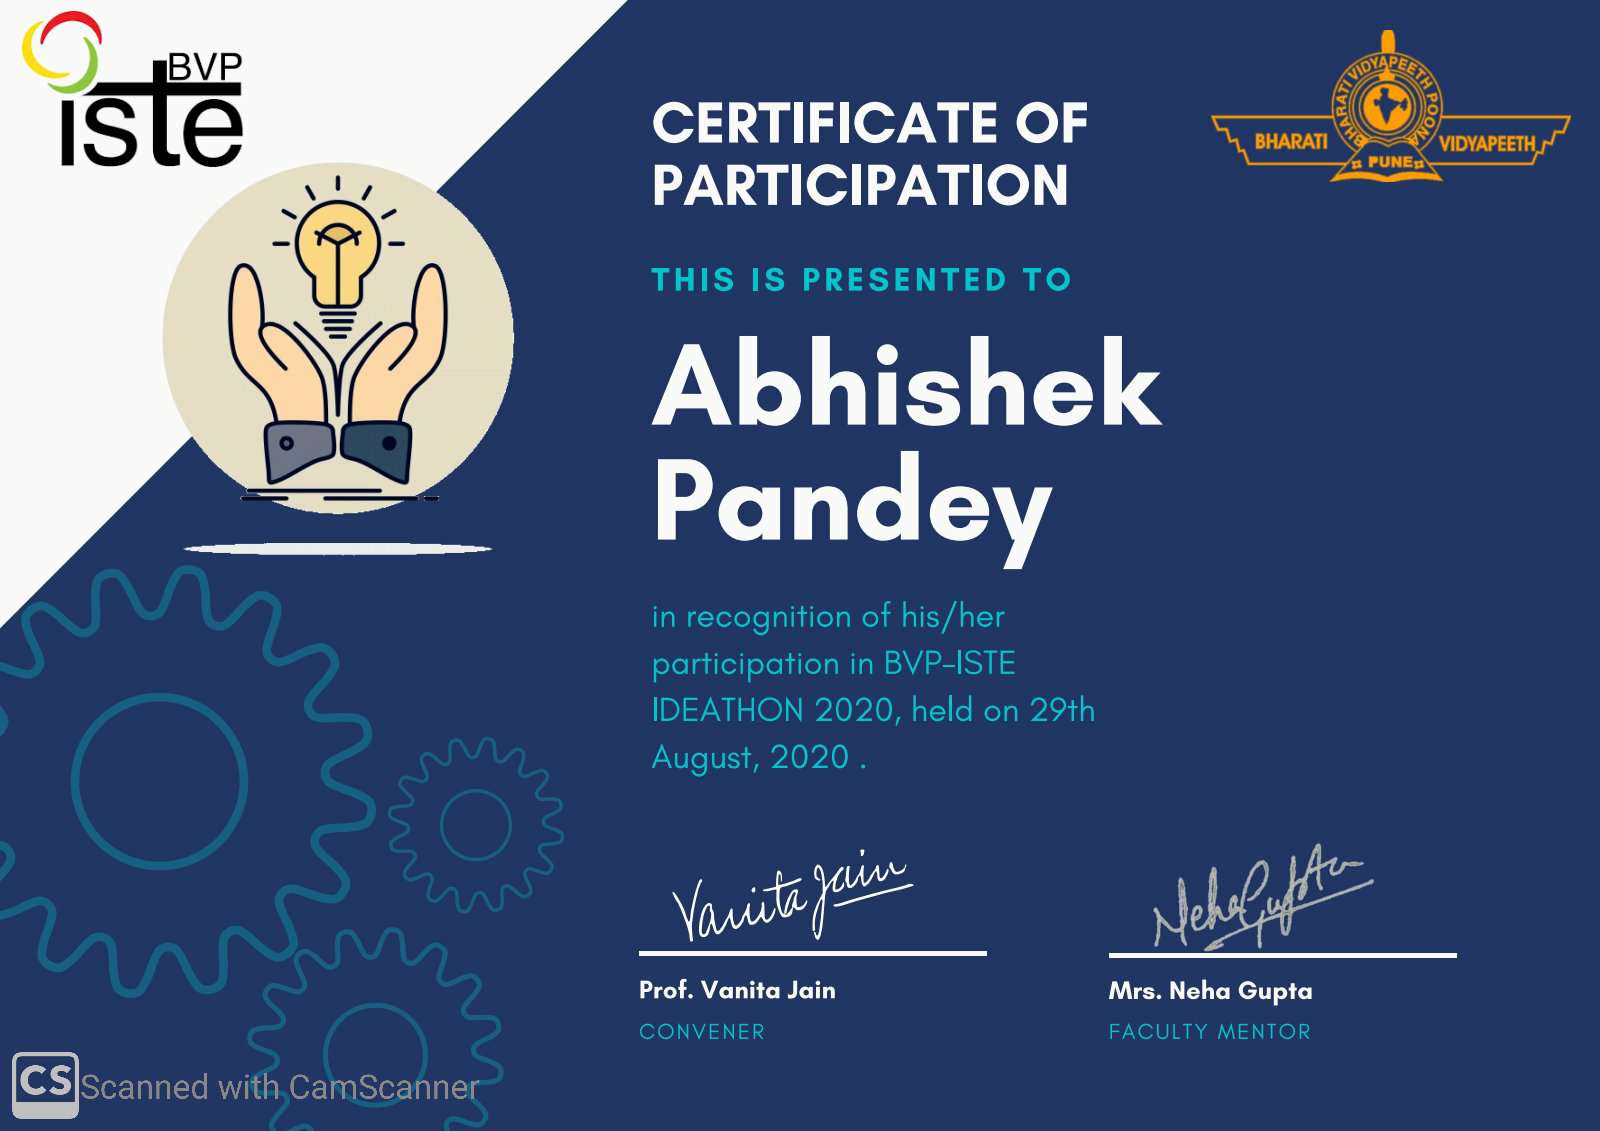 BVP
iste
CERTIFICATE OF
PARTICIPATION
BHARATI VIDYAPEETH POONA
BHARATI
VIDYAPEETH
PUNE
THIS IS PRESENTED TO
Abhishek
Pandey
in recognition of his/her
participation in BVP-ISTE
IDEATHON 2020, held on 29th
August, 2020 .
Vanita Jain
Neha Gupta
Prof. Vanita Jain
Mrs. Neha Gupta
CONVENER
FACULTY MENTOR
CS Scanned with CamScanner